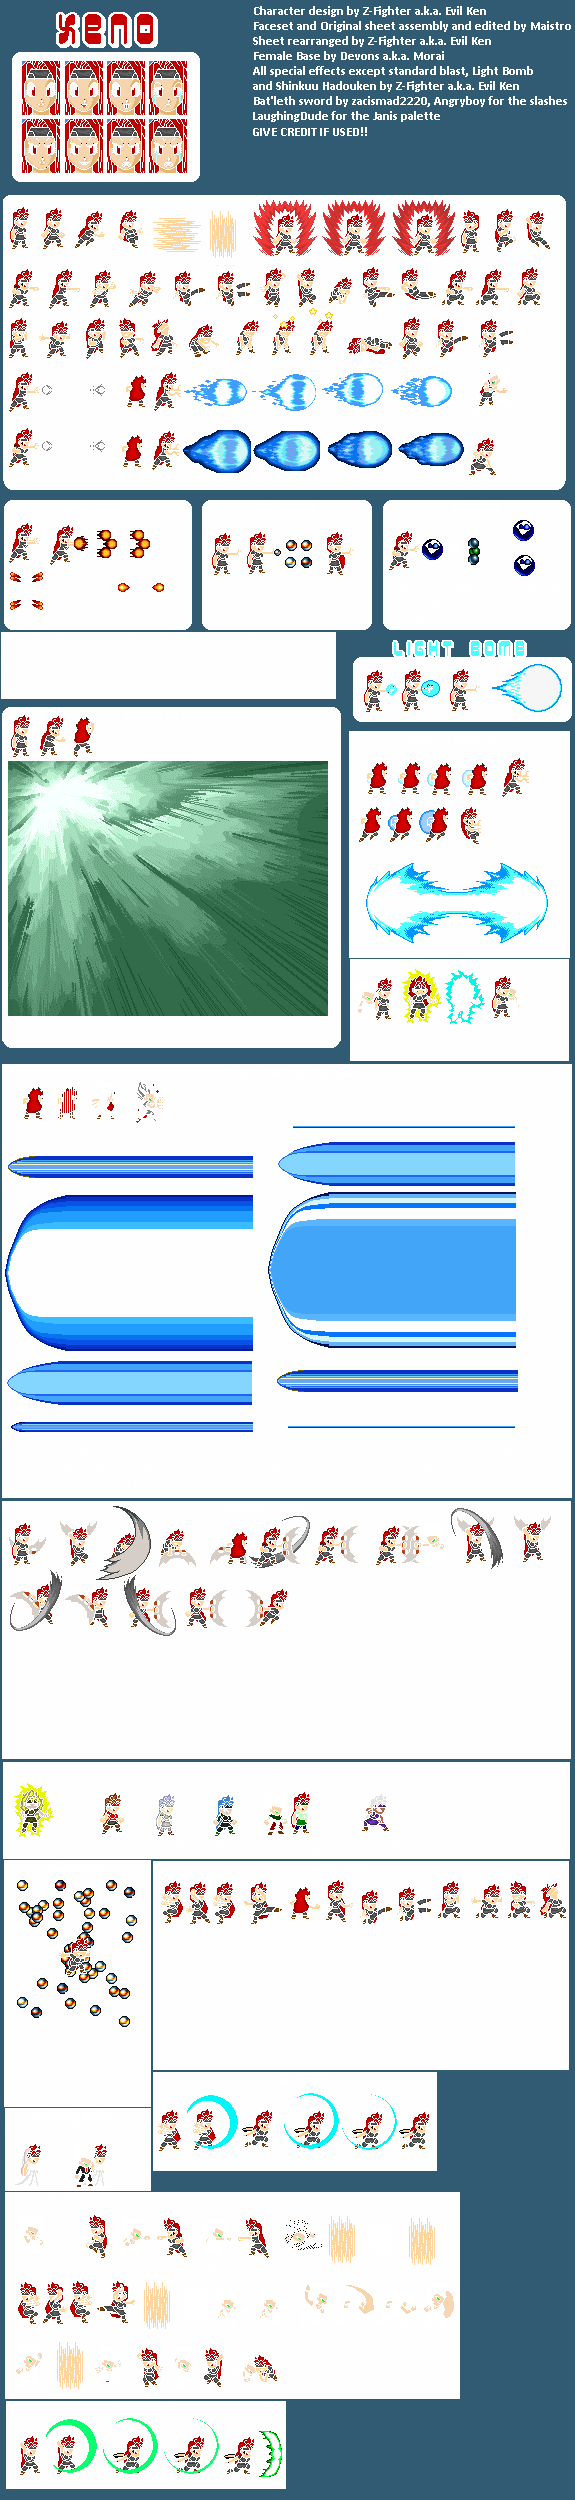 XENO
Character design by Z-Fighter a.k.a. Evil Ken
Faceset and Original sheet assembly and edited by Maistro
Sheet rearranged by Z-Fighter a.k.a. Evil Ken
Female Base by Devons a.k.a. Morai
All special effects except standard blast, Light Bomb
and Shinkuu Hadouken by Z-Fighter a.k.a. Evil Ken
Bat'leth sword by zacismad2220, Angryboy for the slashes
LaughingDude for the Janis palette
GIVE CREDIT IF USED!!
LIGHT BOMB